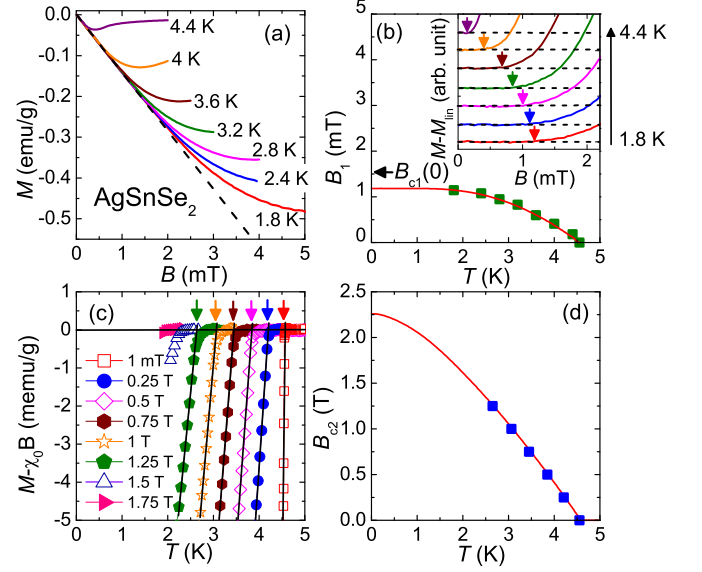 (a)
0.0
-0.1
-0.2
-0.3
-0.4
-0.5
M (emu/g)
4.4 K
4 K
3.6 K
3.2 K
2.8 K
2.4 K
1.8 K
AgSnSe2
0 1 2 3 4 5
B (mT)
(b)
5
4
3
2
1
0
B1 (mT)
M-Mlin (arb. unit)
0 1 2
B (mT)
4.4 K
1.8 K
Bc1(0)
0 1 2 3 4 5
T (K)
(c)
1
0
-1
-2
-3
-4
-5
M-χ0B (memu/g)
1 mT
0.25 T
0.5 T
0.75 T
1 T
1.25 T
1.5 T
1.75 T
0 1 2 3 4 5
T (K)
(d)
2.5
2.0
1.5
1.0
0.5
0.0
Bc2 (T)
0 1 2 3 4 5
T (K)